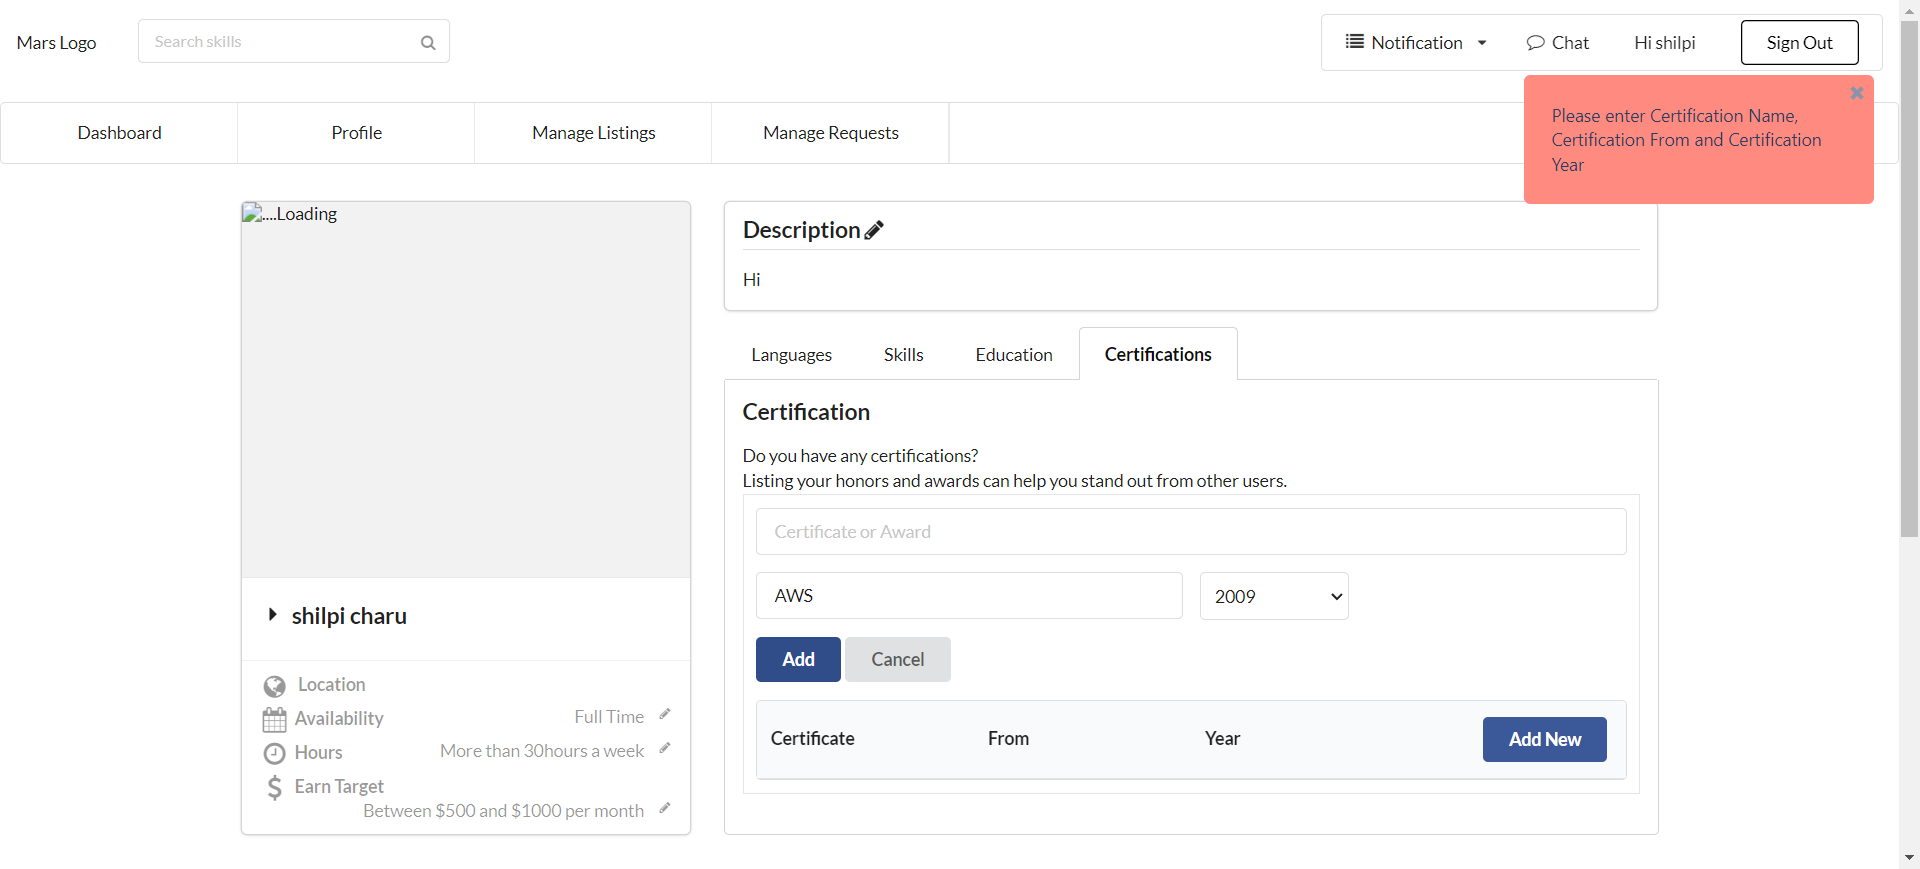 Mars Logo
Search skills
Notification
Chat
Hi shilpi
Sign Out
Please enter Certification Name,
Certification From and Certification
Year
Dashboard
Profile
Manage Listings
Manage Requests
....Loading
Description
Hi
Languages
Skills
Education
Certifications
Certification
Do you have any certifications?
Listing your honors and awards can help you stand out from other users.
Certificate or Award
AWS
2009
Add
Cancel
Certificate
From
Year
Add New
shilpi charu
Location
Availability
Full Time
Hours
More than 30hours a week
Earn Target
Between $500 and $1000 per month